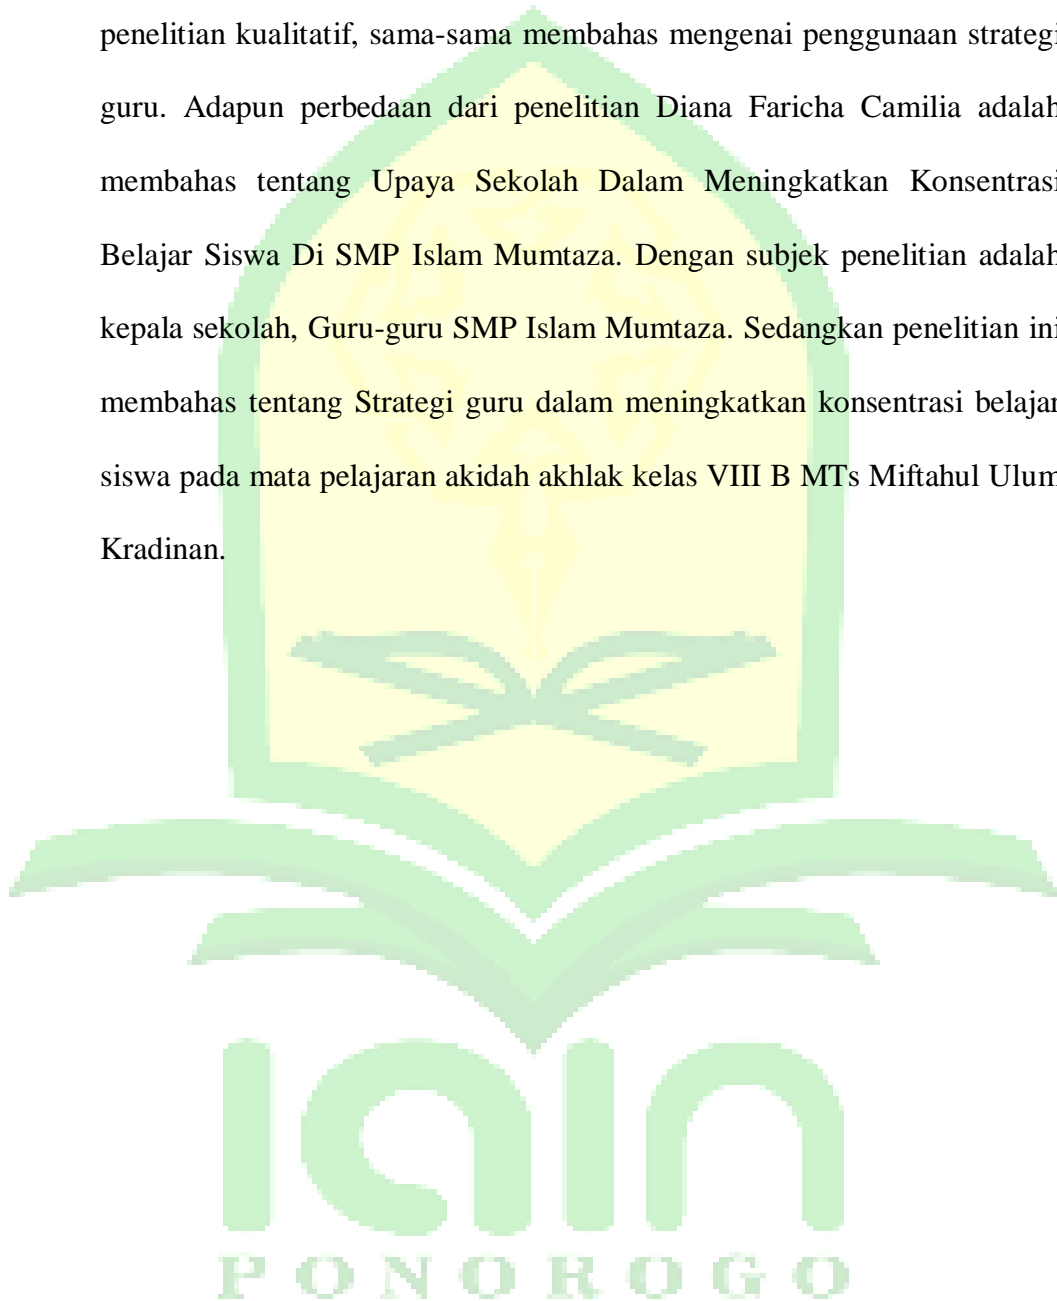 penelitian kualitatif, sama-sama membahas mengenai penggunaan strategi
guru. Adapun perbedaan dari penelitian Diana Faricha Camilia adalah
membahas tentang Upaya Sekolah Dalam Meningkatkan Konsentrasi
Belajar Siswa Di SMP Islam Mumtaza. Dengan subjek penelitian adalah
kepala sekolah, Guru-guru SMP Islam Mumtaza. Sedangkan penelitian ini
membahas tentang Strategi guru dalam meningkatkan konsentrasi belajar
siswa pada mata pelajaran akidah akhlak kelas VIII B MTs Miftahul Ulum
Kradinan.
iain
PONOROGO